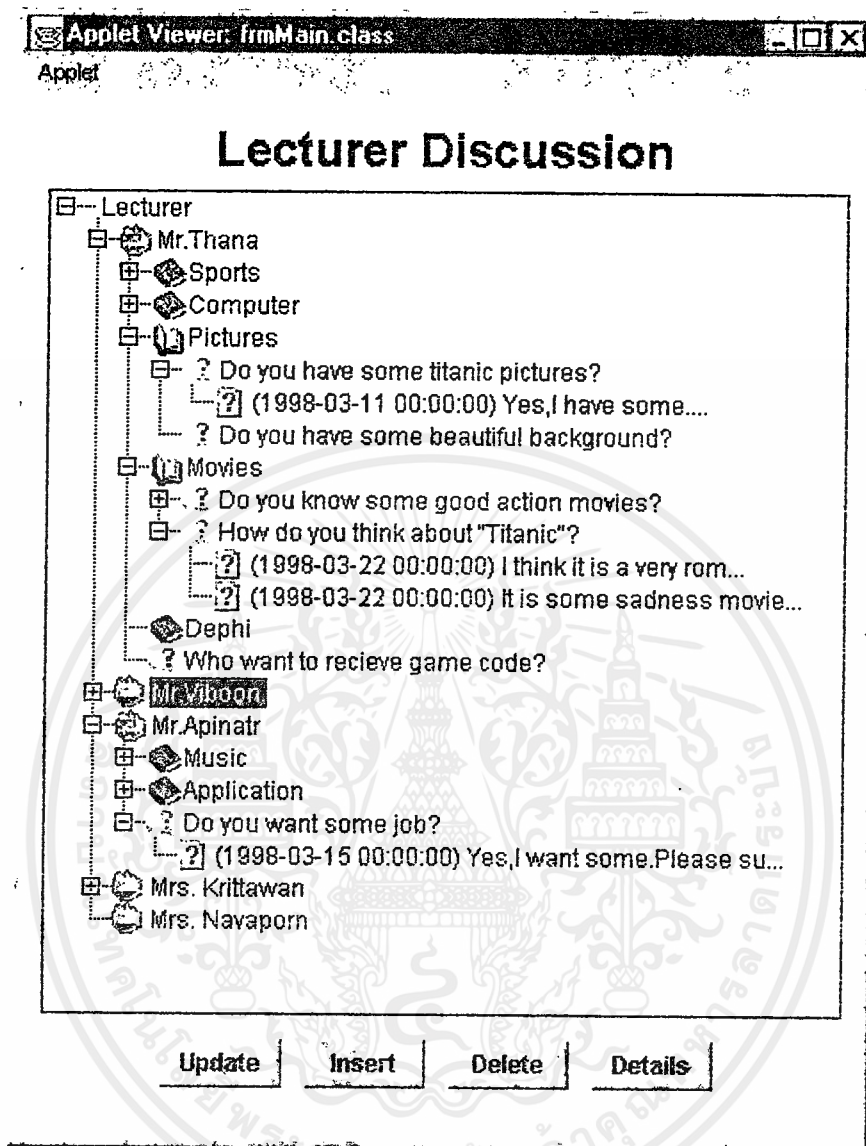 Applet Viewer: frmMain.class
Applet
Lecturer Discussion
Lecturer
Mr.Thana
Sports
Computer
Pictures
? Do you have some titanic pictures?
? (1998-03-11 00:00:00) Yes,I have some....
? Do you have some beautiful background?
Movies
? Do you know some good action movies?
? How do you think about "Titanic"?
? (1998-03-22 00:00:00) I think it is a very rom...
? (1998-03-22 00:00:00) It is some sadness movie...
Dephi
? Who want to recieve game code?
Mr.Viboon
Mr.Apinatr
Music
Application
? Do you want some job?
? (1998-03-15 00:00:00) Yes,I want some.Please su...
Mrs. Krittawan
Mrs. Navaporn
Update Insert Delete Details